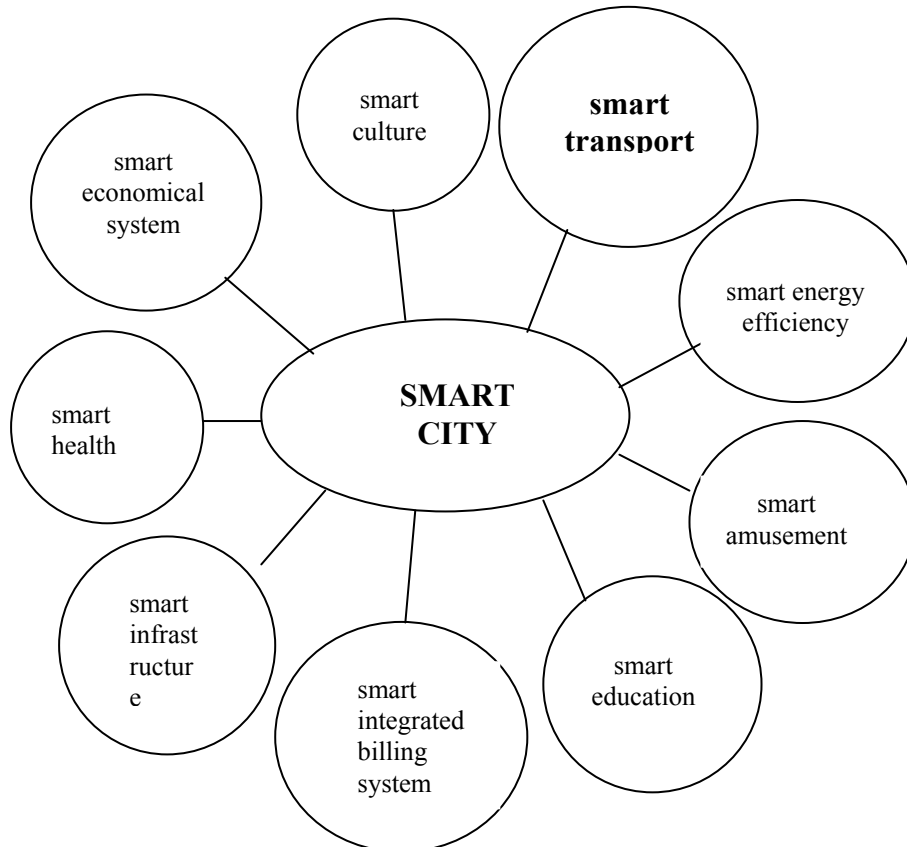 smart
culture
smart
transport
smart
economical
system
smart energy
efficiency
SMART
CITY
smart
health
smart
amusement
smart
infrast
ructur
e
smart
education
smart
integrated
billing
system